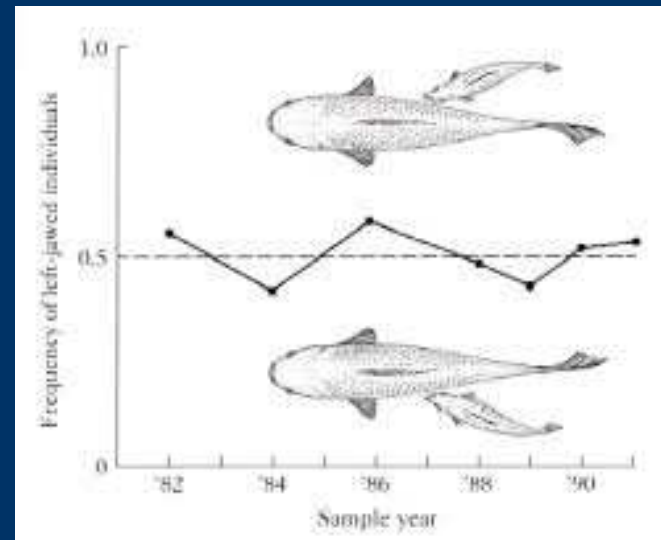 1.0
Frequency of left-jawed individuals
0.5
0
'82 '84 '86 '88 '90
Sample year